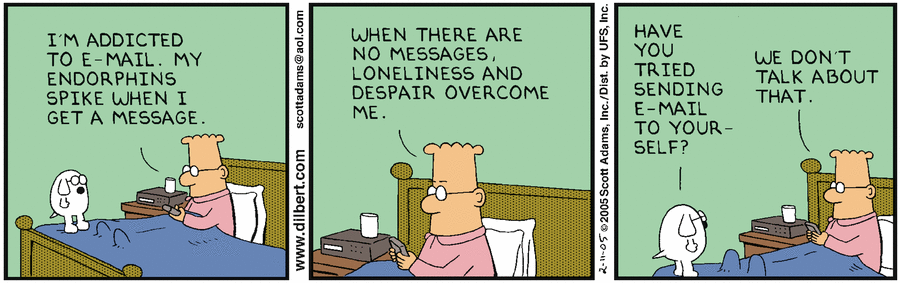 I'M ADDICTED
TO E-MAIL. MY
ENDORPHINS
SPIKE WHEN I
GET A MESSAGE.
www.dilbert.com scottadams@aol.com
WHEN THERE ARE
NO MESSAGES,
LONELINESS AND
DESPAIR OVERCOME
ME.
2-11-05 © 2005 Scott Adams, Inc./Dist. by UFS, Inc.
HAVE
YOU
TRIED
SENDING
E-MAIL
TO YOUR-
SELF?
WE DON'T
TALK ABOUT
THAT.